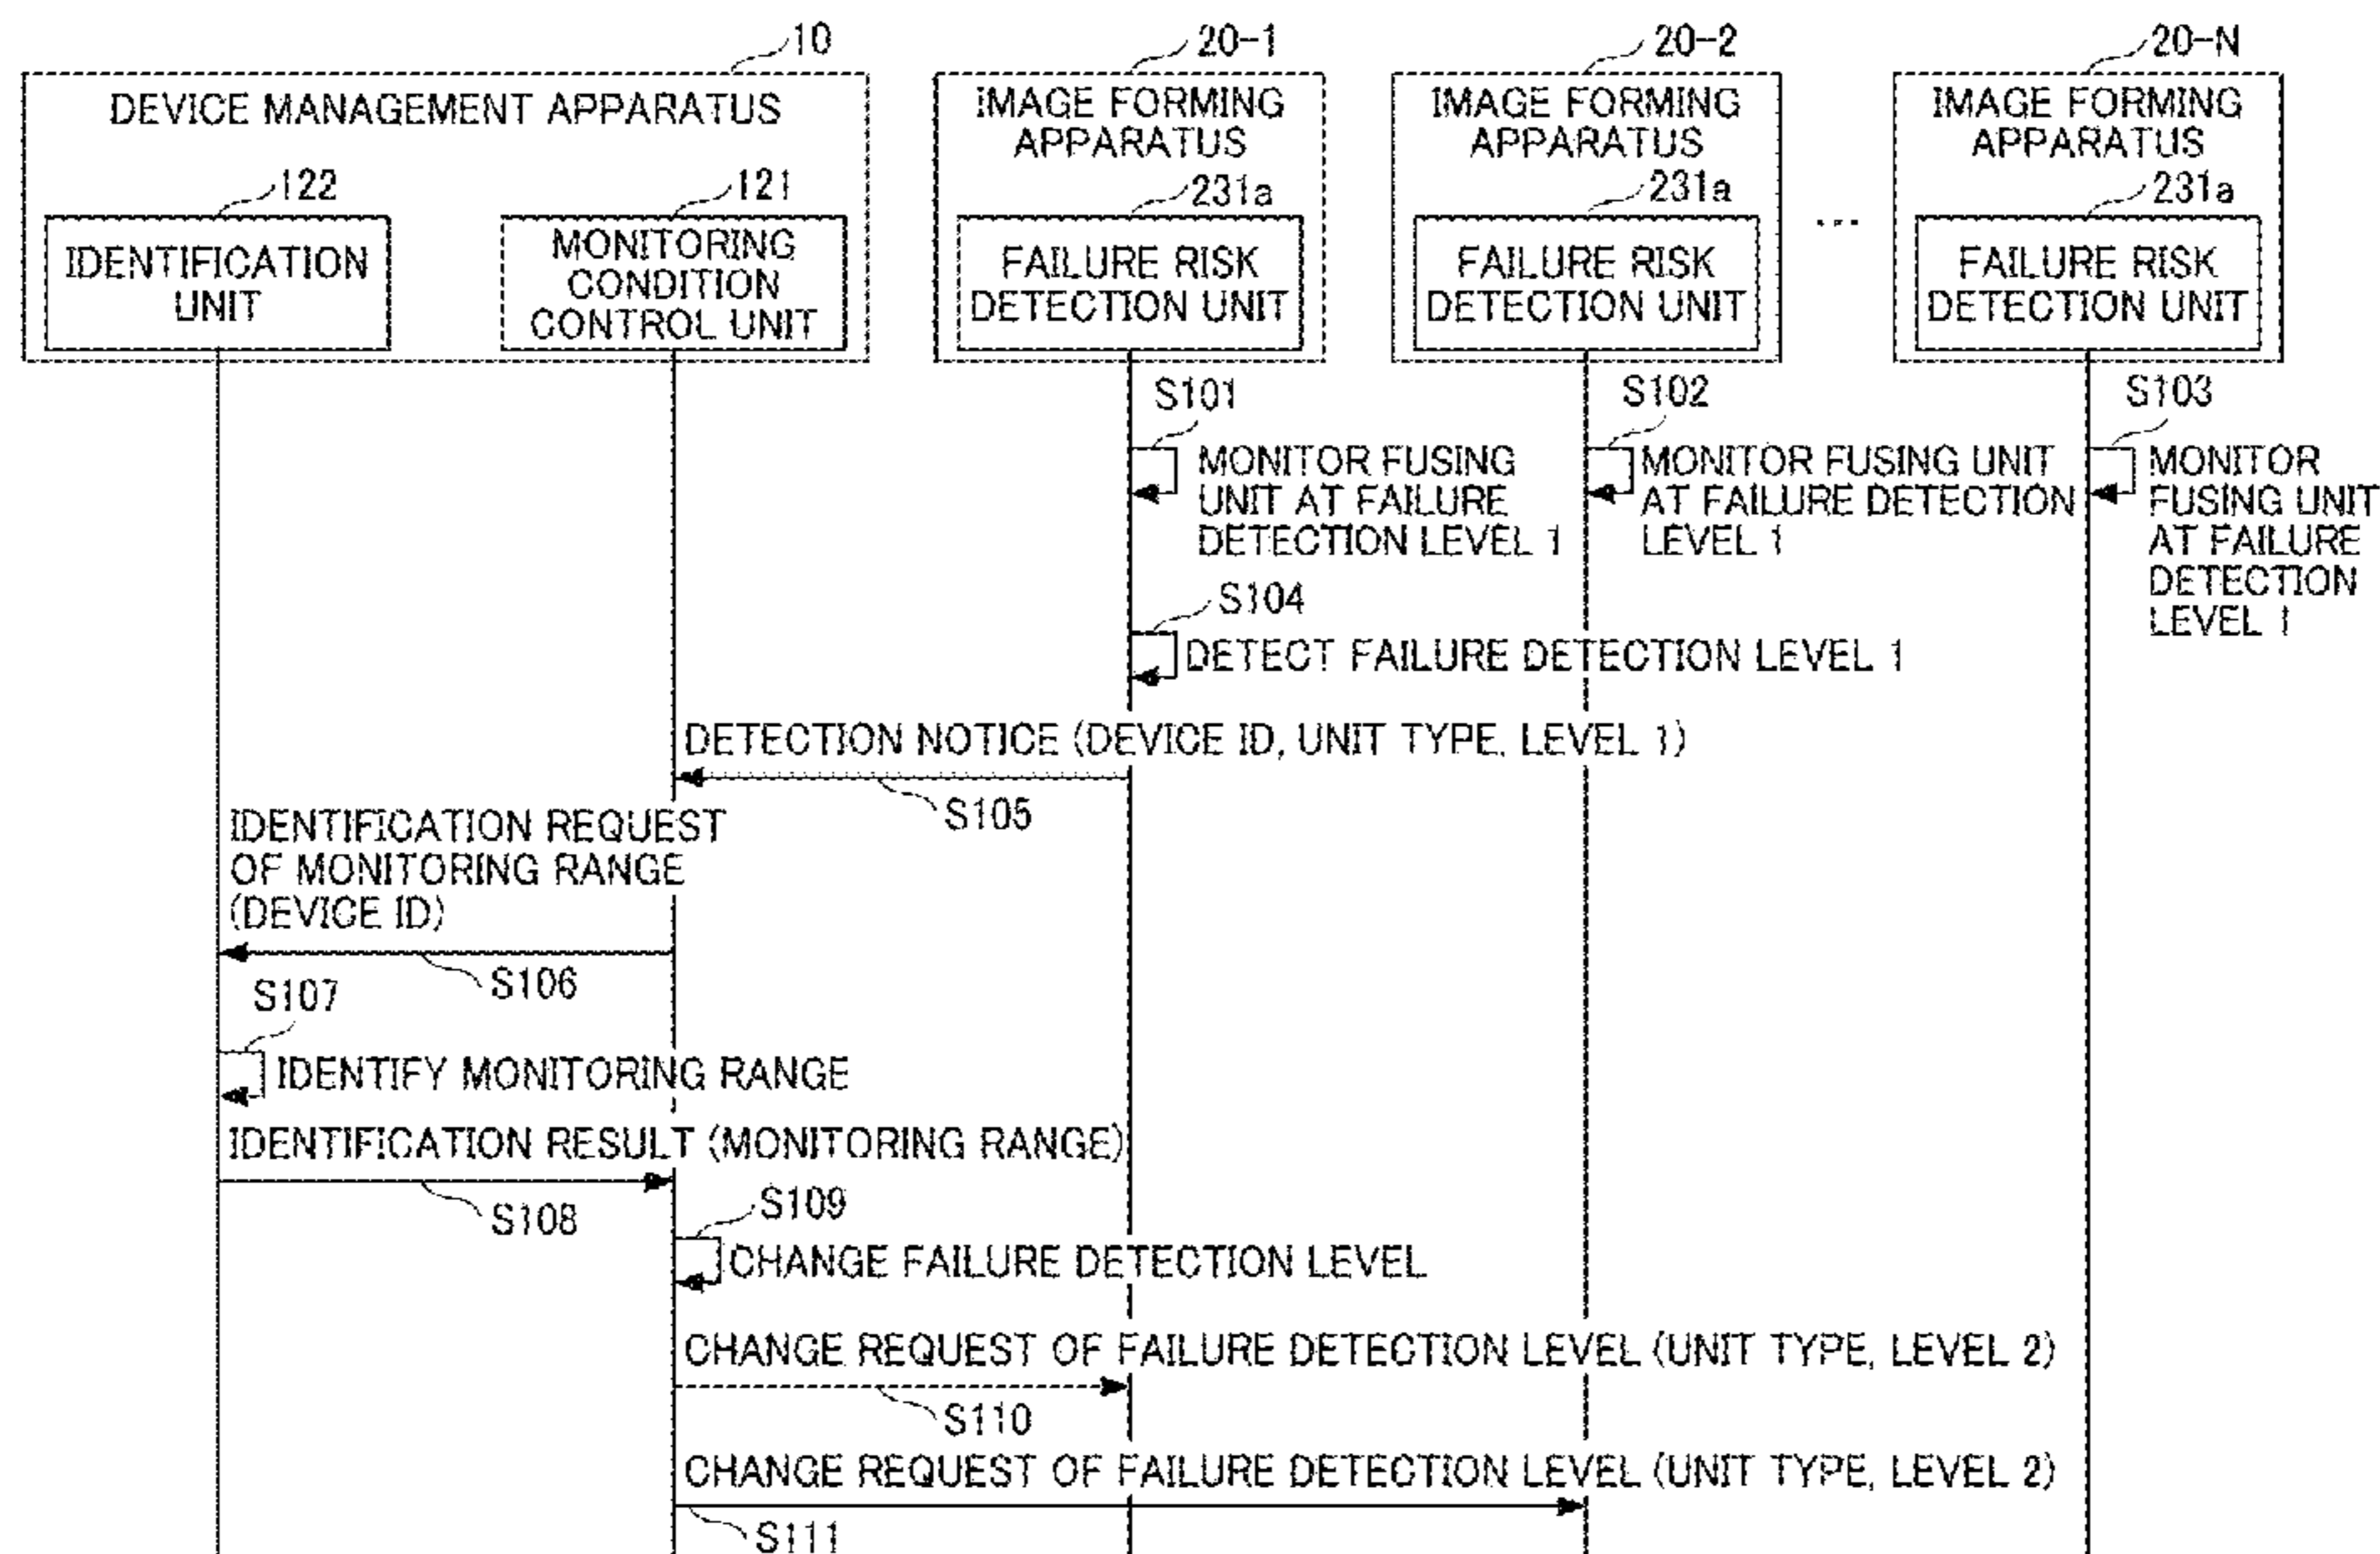 10
20-1
20-2
20-N
DEVICE MANAGEMENT APPARATUS
122
IDENTIFICATION
UNIT
121
MONITORING
CONDITION
CONTROL UNIT
IMAGE FORMING
APPARATUS
231a
FAILURE RISK
DETECTION UNIT
IMAGE FORMING
APPARATUS
231a
FAILURE RISK
DETECTION UNIT
...
IMAGE FORMING
APPARATUS
231a
FAILURE RISK
DETECTION UNIT
S101
MONITOR FUSING
UNIT AT FAILURE
DETECTION LEVEL 1
S102
MONITOR FUSING UNIT
AT FAILURE DETECTION
LEVEL 1
S103
MONITOR
FUSING UNIT
AT FAILURE
DETECTION
LEVEL 1
S104
DETECT FAILURE DETECTION LEVEL 1
DETECTION NOTICE (DEVICE ID, UNIT TYPE, LEVEL 1)
S105
IDENTIFICATION REQUEST
OF MONITORING RANGE
(DEVICE ID)
S106
S107
IDENTIFY MONITORING RANGE
IDENTIFICATION RESULT (MONITORING RANGE)
S108
S109
CHANGE FAILURE DETECTION LEVEL
CHANGE REQUEST OF FAILURE DETECTION LEVEL (UNIT TYPE, LEVEL 2)
S110
CHANGE REQUEST OF FAILURE DETECTION LEVEL (UNIT TYPE, LEVEL 2)
S111